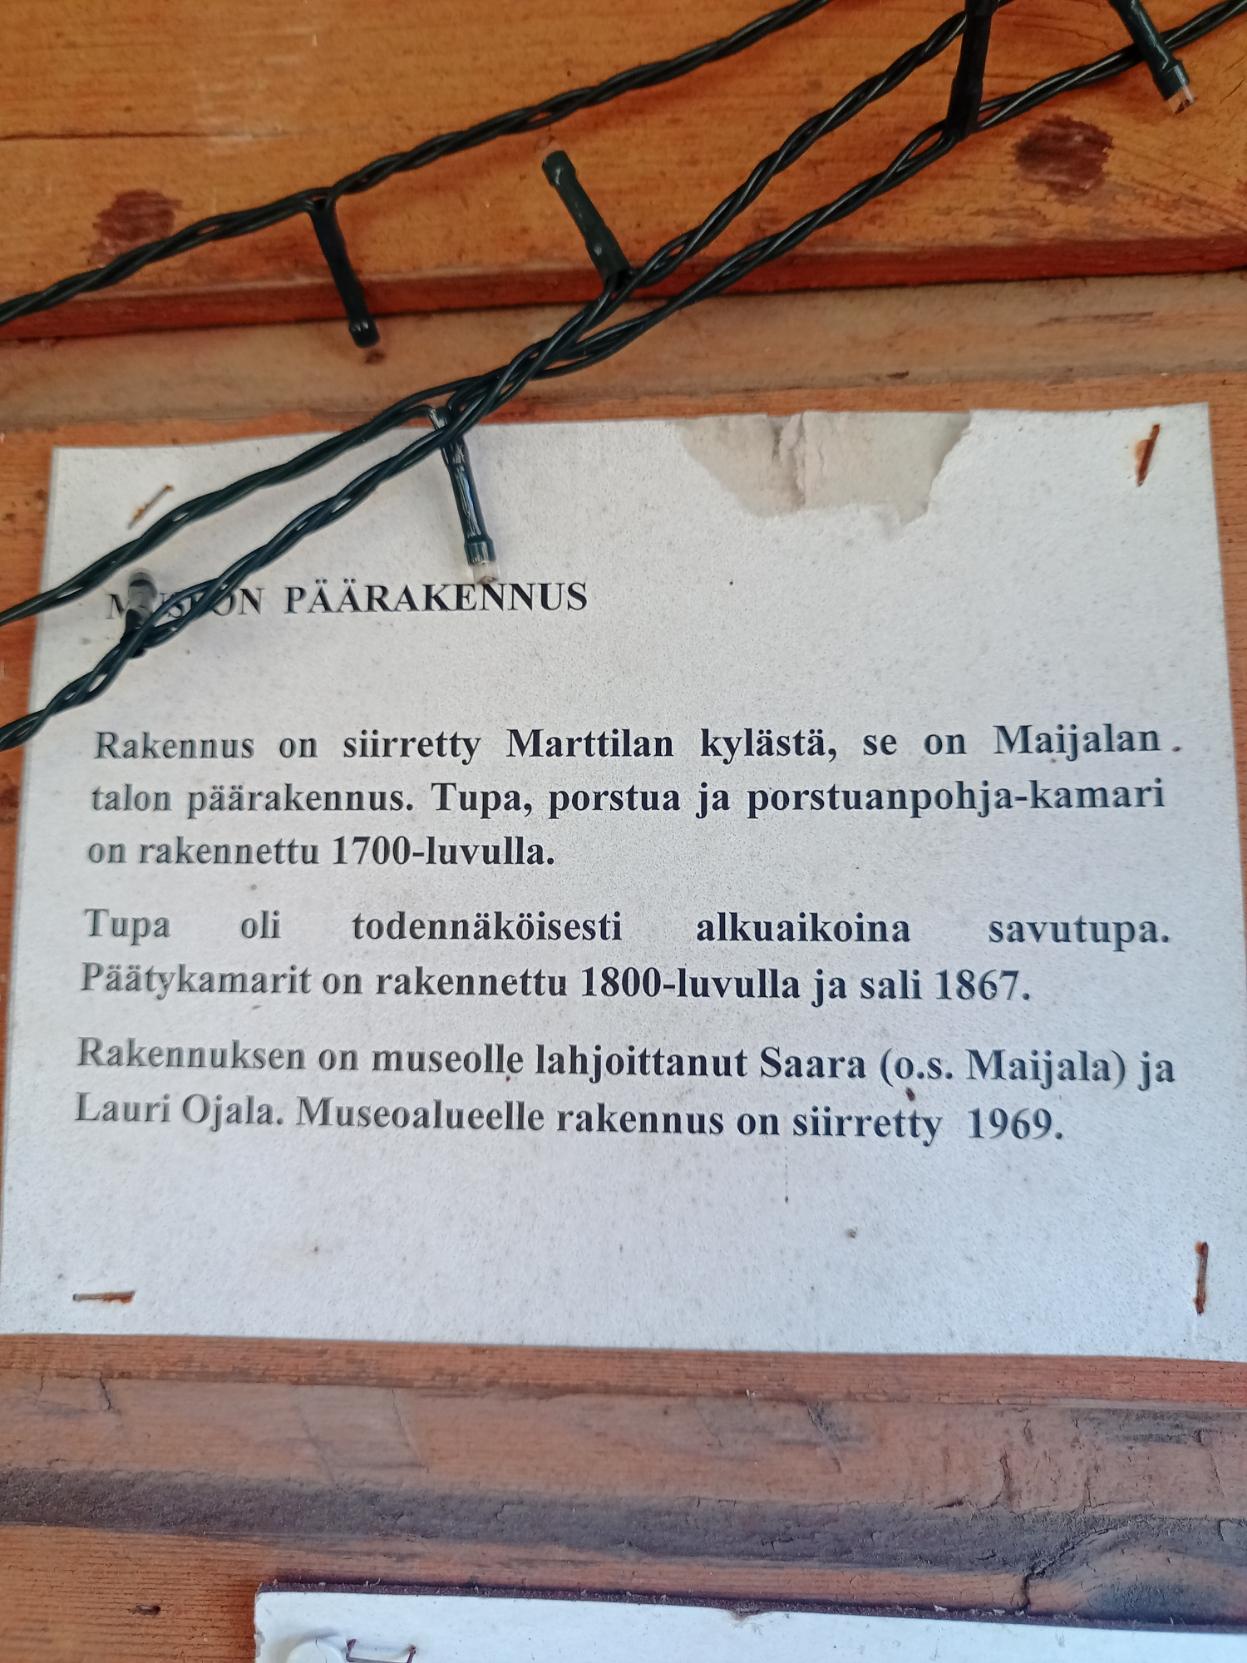 MUSEON PÄÄRAKENNUS
Rakennus on siirretty Marttilan kylästä, se on Maijalan
talon päärakennus. Tupa, porstua ja porstuanpohja-kamari
on rakennettu 1700-luvulla.
Tupa oli todennäköisesti alkuaikoina savutupa.
Päätykamarit on rakennettu 1800-luvulla ja sali 1867.
Rakennuksen on museolle lahjoittanut Saara (o.s. Maijala) ja
Lauri Ojala. Museoalueelle rakennus on siirretty 1969.